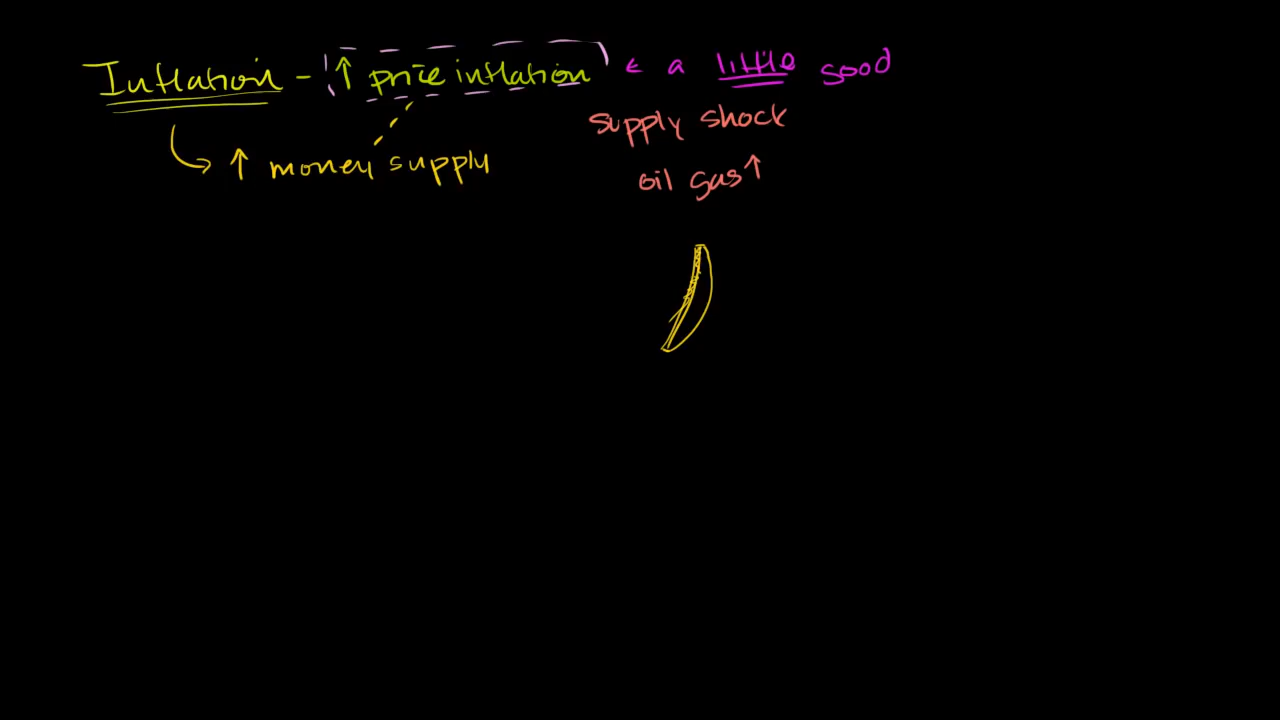 Inflation - ↑ price inflation ← a little good
supply shock
↑ money supply
oil gas ↑